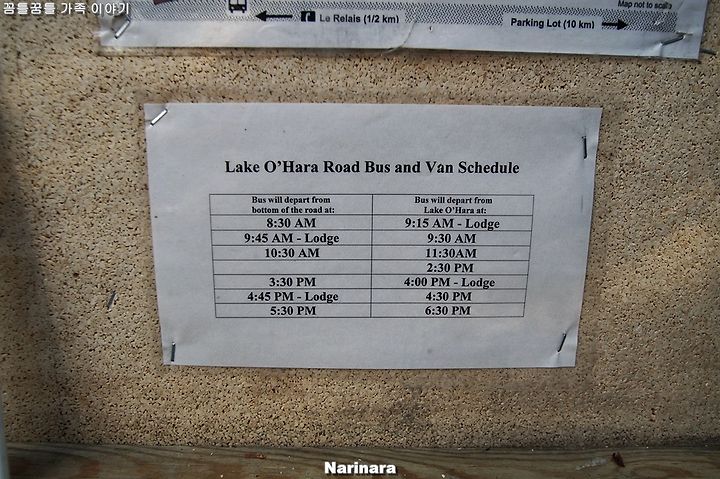 꼼틀꿈틀 가족 이야기
Map not to scale
Le Relais (1/2 km)
Parking Lot (10 km)
Lake O'Hara Road Bus and Van Schedule
Bus will depart from bottom of the road at:
Bus will depart from Lake O'Hara at:
8:30 AM 9:15 AM - Lodge
9:45 AM - Lodge 9:30 AM
10:30 AM 11:30AM
2:30 PM
3:30 PM 4:00 PM - Lodge
4:45 PM - Lodge 4:30 PM
5:30 PM 6:30 PM
Narinara